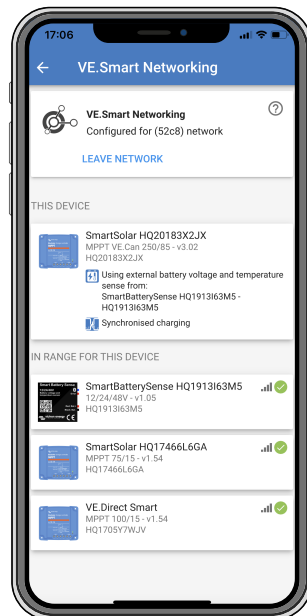 17:06
VE.Smart Networking
VE.Smart Networking
Configured for (52c8) network
LEAVE NETWORK
THIS DEVICE
SmartSolar HQ20183X2JX
MPPT VE.Can 250/85 - v3.02
HQ20183X2JX
Using external battery voltage and temperature
sense from:
SmartBatterySense HQ1913I63M5 -
HQ1913I63M5
Synchronised charging
IN RANGE FOR THIS DEVICE
Smart Battery Sense
SmartBatterySense HQ1913I63M5
12/24/48V - v1.05
HQ1913I63M5
SmartSolar HQ17466L6GA
MPPT 75/15 - v1.54
HQ17466L6GA
VE.Direct Smart
MPPT 100/15 - v1.54
HQ1705Y7WJV